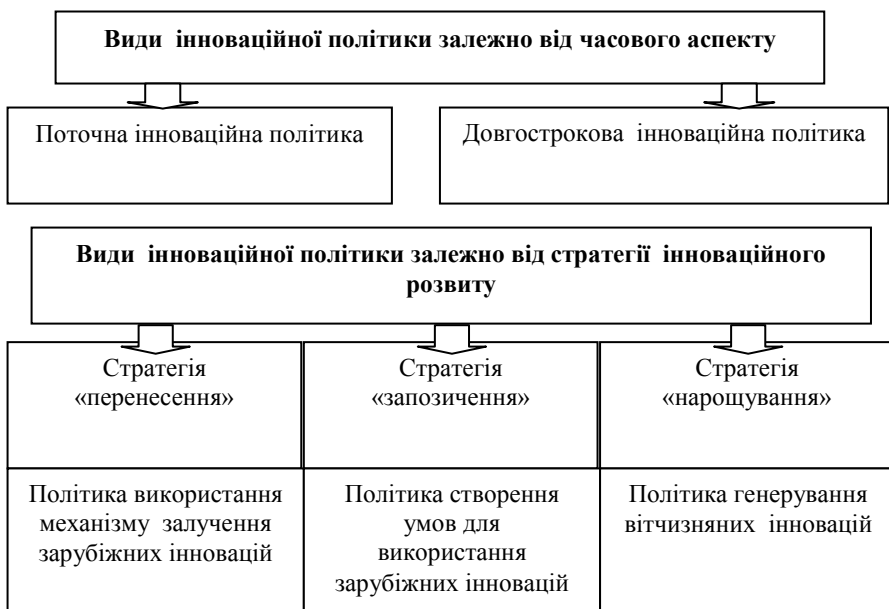 Види інноваційної політики залежно від часового аспекту
Поточна інноваційна політика
Довгострокова інноваційна політика
Види інноваційної політики залежно від стратегії інноваційного
розвиту
Стратегія
«перенесення»
Стратегія
«запозичення»
Стратегія
«нарощування»
Політика використання
механізму залучення
зарубіжних інновацій
Політика створення
умов для
використання
зарубіжних інновацій
Політика генерування
вітчизняних інновацій